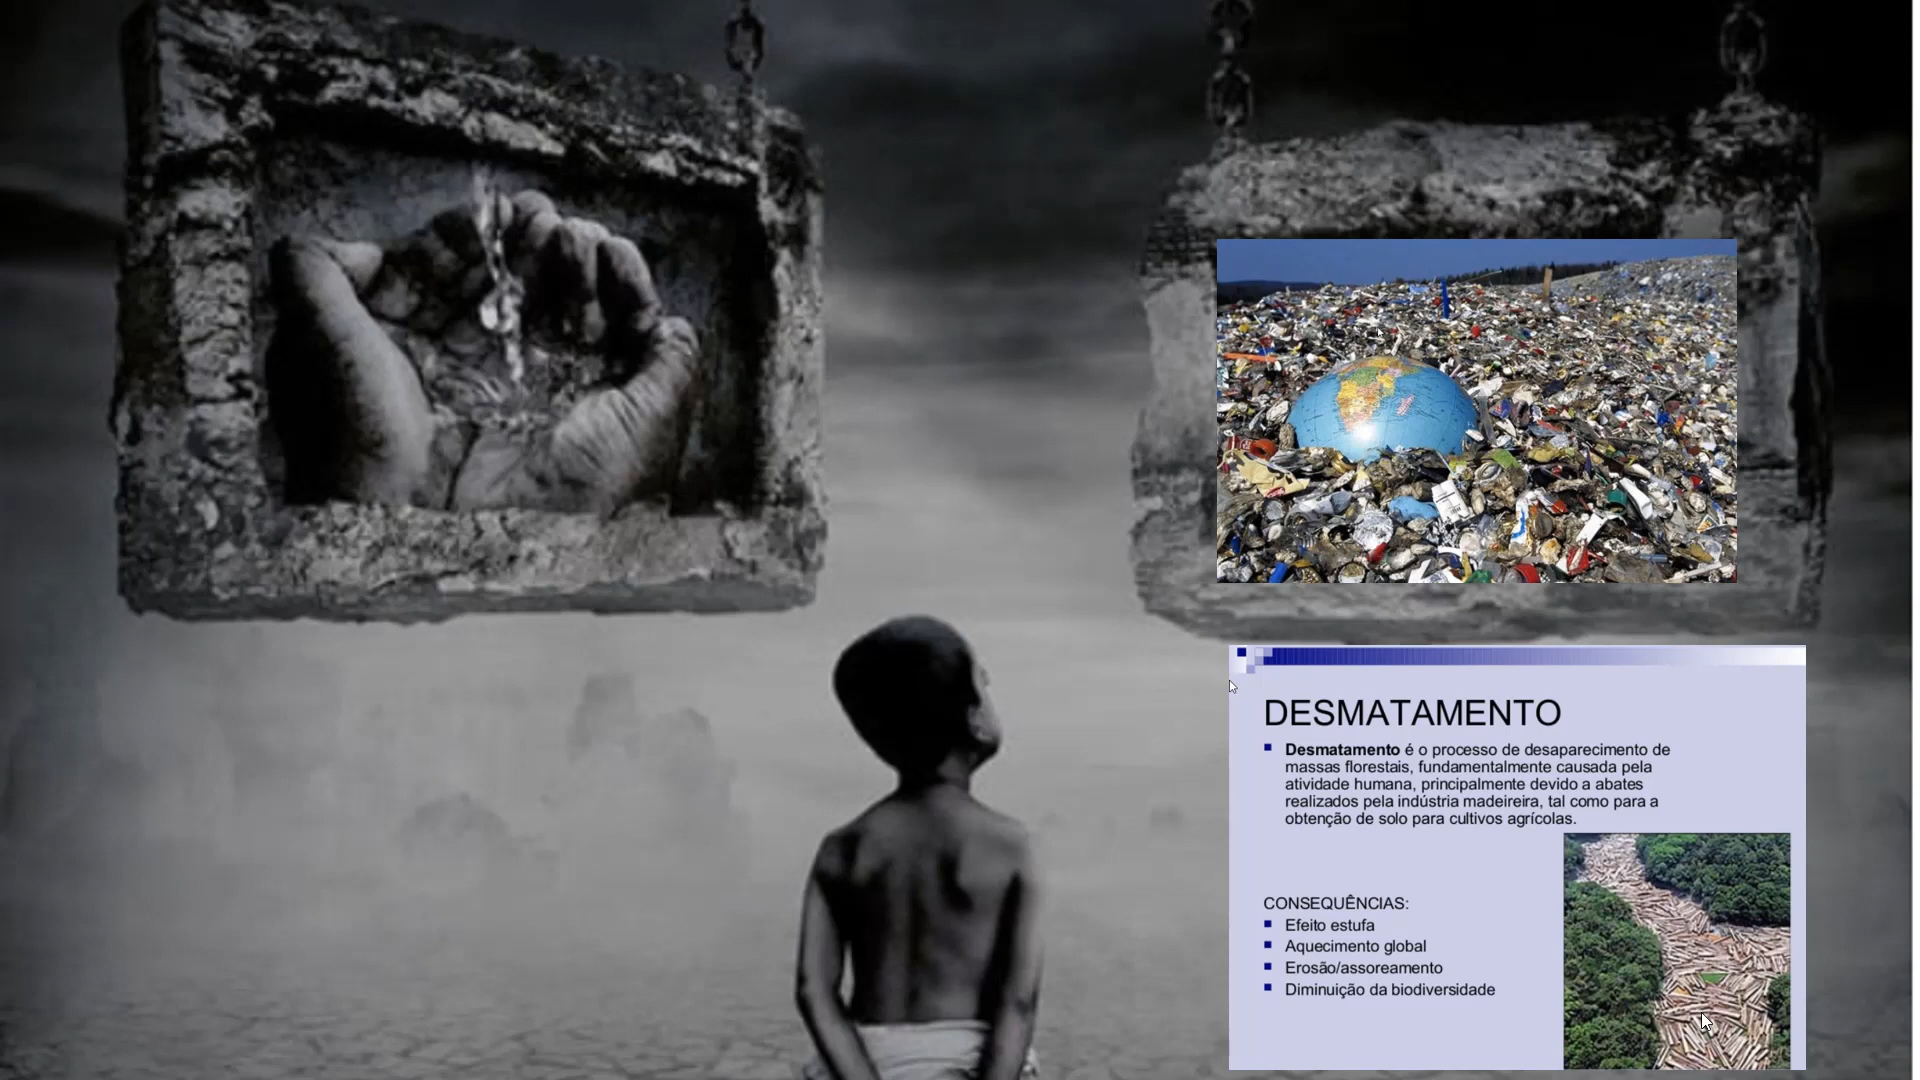 DESMATAMENTO
Desmatamento é o processo de desaparecimento de
massas florestais, fundamentalmente causada pela
atividade humana, principalmente devido a abates
realizados pela indústria madeireira, tal como para a
obtenção de solo para cultivos agrícolas.
CONSEQUÊNCIAS:
Efeito estufa
Aquecimento global
Erosão/assoreamento
Diminuição da biodiversidade